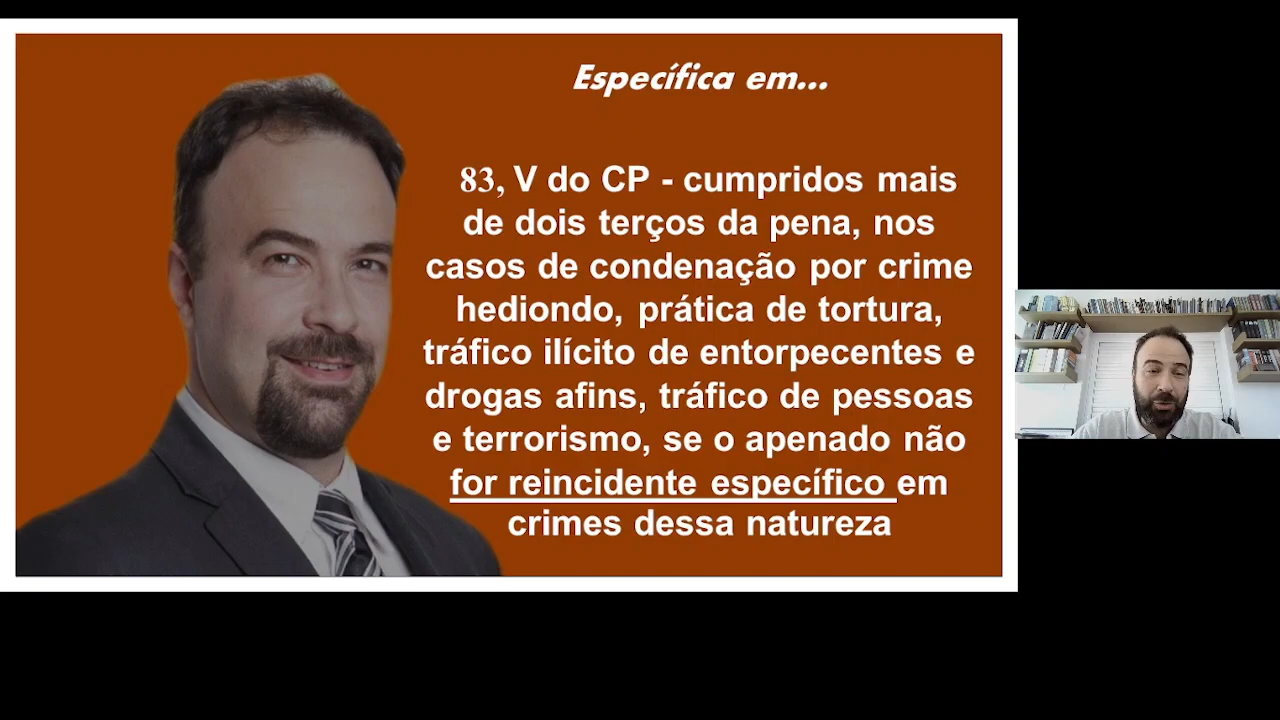 Específica em...
83, V do CP - cumpridos mais
de dois terços da pena, nos
casos de condenação por crime
hediondo, prática de tortura,
tráfico ilícito de entorpecentes e
drogas afins, tráfico de pessoas
e terrorismo, se o apenado não
for reincidente específico em
crimes dessa natureza